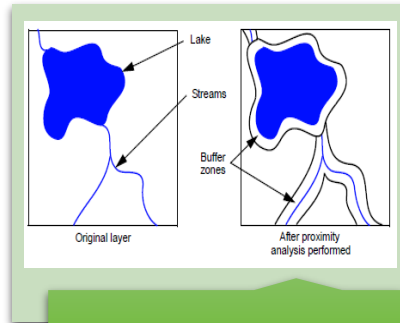 Lake
Streams
Buffer
zones
Original layer
After proximity
analysis performed